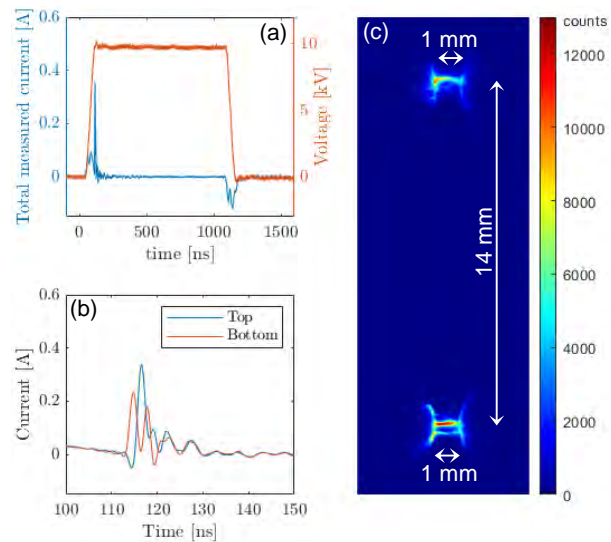 (a)
0.6
0.4
0.2
0
Total measured current [A]
10
5
0
Voltage [kV]
0 500 1000 1500
time [ns]
(b)
0.6
0.4
0.2
0
Current [A]
Top
Bottom
100 110 120 130 140 150
Time [ns]
(c)
1 mm
14 mm
1 mm
counts
12000
10000
8000
6000
4000
2000
0